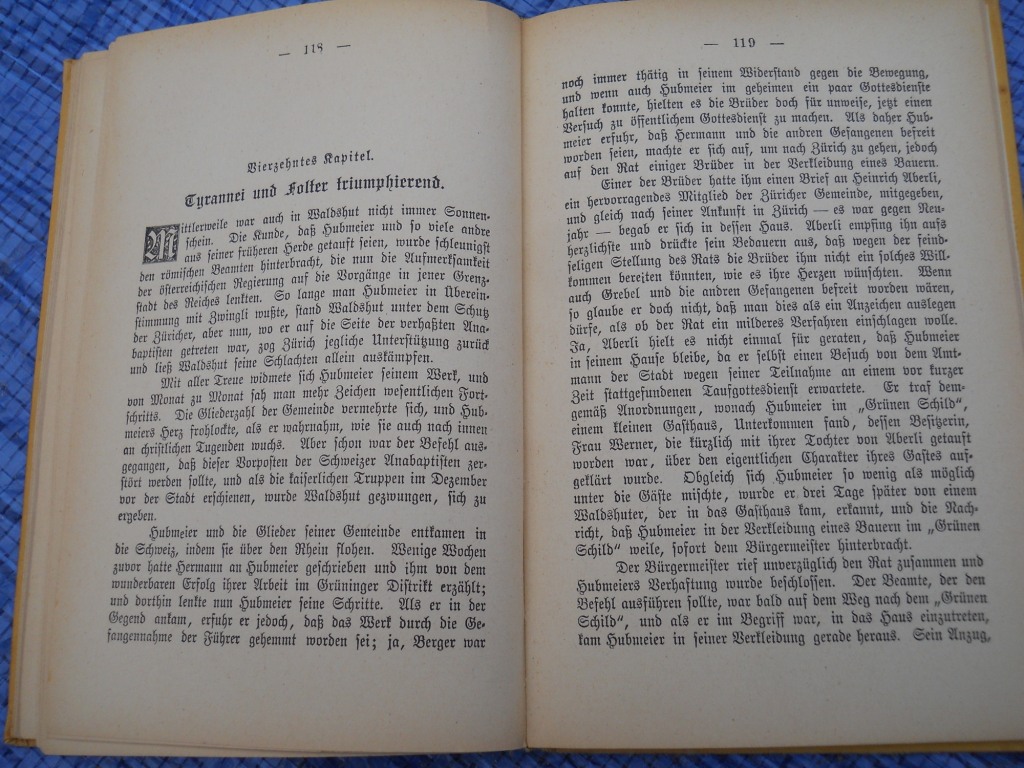 — 118 —
Vierzehntes Kapitel.
Tyrannei und Folter triumphierend.
Mittlerweile war auch in Waldshut nicht immer Sonnen-
schein. Die Kunde, daß Hubmeier und so viele andre
aus seiner früheren Herde getauft seien, wurde schleunigst
den römischen Beamten hinterbracht, die nun die Aufmerksamkeit
der österreichischen Regierung auf die Vorgänge in jener Grenz-
stadt des Reiches lenkten. So lange man Hubmeier in Überein-
stimmung mit Zwingli wußte, stand Waldshut unter dem Schutz
der Züricher, aber nun, wo er auf die Seite der verhaßten Ana-
baptisten getreten war, zog Zürich jegliche Unterstützung zurück
und ließ Waldshut seine Schlachten allein auskämpfen.
Mit aller Treue widmete sich Hubmeier seinem Werk, und
von Monat zu Monat sah man mehr Zeichen wesentlichen Fort-
schritts. Die Gliederzahl der Gemeinde vermehrte sich, und Hub-
meiers Herz frohlockte, als er wahrnahm, wie sie auch nach innen
an christlichen Tugenden wuchs. Aber schon war der Befehl aus-
gegangen, daß dieser Vorposten der Schweizer Anabaptisten zer-
stört werden sollte, und als die kaiserlichen Truppen im Dezember
vor der Stadt erschienen, wurde Waldshut gezwungen, sich zu
ergeben.
Hubmeier und die Glieder seiner Gemeinde entkamen in
die Schweiz, indem sie über den Rhein flohen. Wenige Wochen
zuvor hatte Hermann an Hubmeier geschrieben und ihm von dem
wunderbaren Erfolg ihrer Arbeit im Grüninger Distrikt erzählt;
und dorthin lenkte nun Hubmeier seine Schritte. Als er in der
Gegend ankam, erfuhr er jedoch, daß das Werk durch die Ge-
fangennahme der Führer gehemmt worden sei; ja, Berger war
— 119 —
noch immer thätig in seinem Widerstand gegen die Bewegung,
und wenn auch Hubmeier im geheimen ein paar Gottesdienste
halten konnte, hielten es die Brüder doch für unweise, jetzt einen
Versuch zu öffentlichem Gottesdienst zu machen. Als daher Hub-
meier erfuhr, daß Hermann und die andren Gefangenen befreit
worden seien, machte er sich auf, um nach Zürich zu gehen, jedoch
auf den Rat einiger Brüder in der Verkleidung eines Bauern.
Einer der Brüder hatte ihm einen Brief an Heinrich Aberli,
ein hervorragendes Mitglied der Züricher Gemeinde, mitgegeben,
und gleich nach seiner Ankunft in Zürich — es war gegen Neu-
jahr — begab er sich in dessen Haus. Aberli empfing ihn aufs
herzlichste und drückte sein Bedauern aus, daß wegen der feind-
seligen Stellung des Rats die Brüder ihm nicht ein solches Will-
kommen bereiten könnten, wie es ihre Herzen wünschten. Wenn
auch Grebel und die andren Gefangenen befreit worden wären,
so glaube er doch nicht, daß man dies als ein Anzeichen auslegen
dürfe, als ob der Rat ein milderes Verfahren einschlagen wolle.
Ja, Aberli hielt es nicht einmal für geraten, daß Hubmeier
in seinem Hause bleibe, da er selbst einen Besuch von dem Amt-
mann der Stadt wegen seiner Teilnahme an einem vor kurzer
Zeit stattgefundenen Taufgottesdienst erwartete. Er traf dem-
gemäß Anordnungen, wonach Hubmeier im „Grünen Schild“,
einem kleinen Gasthaus, Unterkommen fand, dessen Besitzerin,
Frau Werner, die kürzlich mit ihrer Tochter von Aberli getauft
worden war, über den eigentlichen Charakter ihres Gastes auf-
geklärt wurde. Obgleich sich Hubmeier so wenig als möglich
unter die Gäste mischte, wurde er drei Tage später von einem
Waldshuter, der in das Gasthaus kam, erkannt, und die Nach-
richt, daß Hubmeier in der Verkleidung eines Bauern im „Grünen
Schild“ weile, sofort dem Bürgermeister hinterbracht.
Der Bürgermeister rief unverzüglich den Rat zusammen und
Hubmeiers Verhaftung wurde beschlossen. Der Beamte, der den
Befehl ausführen sollte, war bald auf dem Weg nach dem „Grünen
Schild“, und als er im Begriff war, in das Haus einzutreten,
kam Hubmeier in seiner Verkleidung gerade heraus. Sein Anzug,